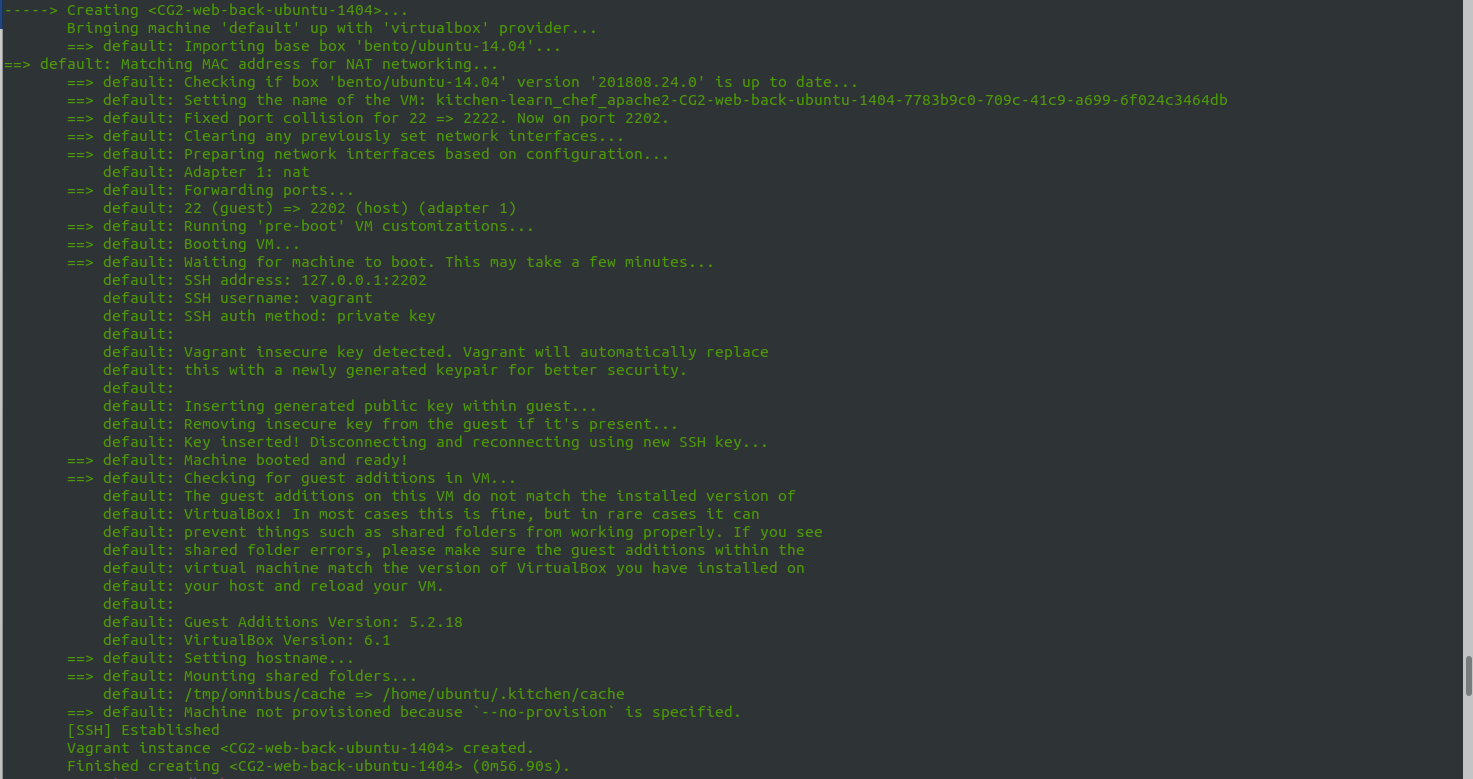 -----> Creating <CG2-web-back-ubuntu-1404>...
       Bringing machine 'default' up with 'virtualbox' provider...
       ==> default: Importing base box 'bento/ubuntu-14.04'...
==> default: Matching MAC address for NAT networking...
       ==> default: Checking if box 'bento/ubuntu-14.04' version '201808.24.0' is up to date...
       ==> default: Setting the name of the VM: kitchen-learn_chef_apache2-CG2-web-back-ubuntu-1404-7783b9c0-709c-41c9-a699-6f024c3464db
       ==> default: Fixed port collision for 22 => 2222. Now on port 2202.
       ==> default: Clearing any previously set network interfaces...
       ==> default: Preparing network interfaces based on configuration...
           default: Adapter 1: nat
       ==> default: Forwarding ports...
           default: 22 (guest) => 2202 (host) (adapter 1)
       ==> default: Running 'pre-boot' VM customizations...
       ==> default: Booting VM...
       ==> default: Waiting for machine to boot. This may take a few minutes...
           default: SSH address: 127.0.0.1:2202
           default: SSH username: vagrant
           default: SSH auth method: private key
           default:
           default: Vagrant insecure key detected. Vagrant will automatically replace
           default: this with a newly generated keypair for better security.
           default:
           default: Inserting generated public key within guest...
           default: Removing insecure key from the guest if it's present...
           default: Key inserted! Disconnecting and reconnecting using new SSH key...
       ==> default: Machine booted and ready!
       ==> default: Checking for guest additions in VM...
           default: The guest additions on this VM do not match the installed version of
           default: VirtualBox! In most cases this is fine, but in rare cases it can
           default: prevent things such as shared folders from working properly. If you see
           default: shared folder errors, please make sure the guest additions within the
           default: virtual machine match the version of VirtualBox you have installed on
           default: your host and reload your VM.
           default:
           default: Guest Additions Version: 5.2.18
           default: VirtualBox Version: 6.1
       ==> default: Setting hostname...
       ==> default: Mounting shared folders...
           default: /tmp/omnibus/cache => /home/ubuntu/.kitchen/cache
       ==> default: Machine not provisioned because `--no-provision` is specified.
       [SSH] Established
       Vagrant instance <CG2-web-back-ubuntu-1404> created.
       Finished creating <CG2-web-back-ubuntu-1404> (0m56.90s).